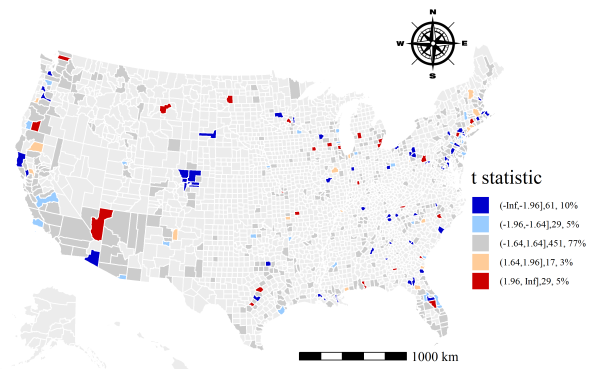 N
W E
S
t statistic
(-Inf,-1.96],61, 10%
(-1.96,-1.64],29, 5%
(-1.64,1.64],451, 77%
(1.64,1.96],17, 3%
(1.96, Inf],29, 5%
1000 km